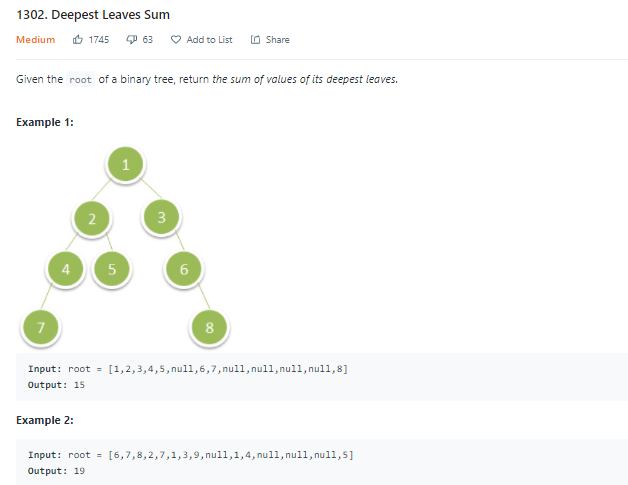 1302. Deepest Leaves Sum
Medium 1745 63 Add to List Share
Given the root of a binary tree, return the sum of values of its deepest leaves.
Example 1:
1
2 3
4 5 6
7 8
Input: root = [1,2,3,4,5,null,6,7,null,null,null,null,8]
Output: 15
Example 2:
Input: root = [6,7,8,2,7,1,3,9,null,1,4,null,null,null,5]
Output: 19